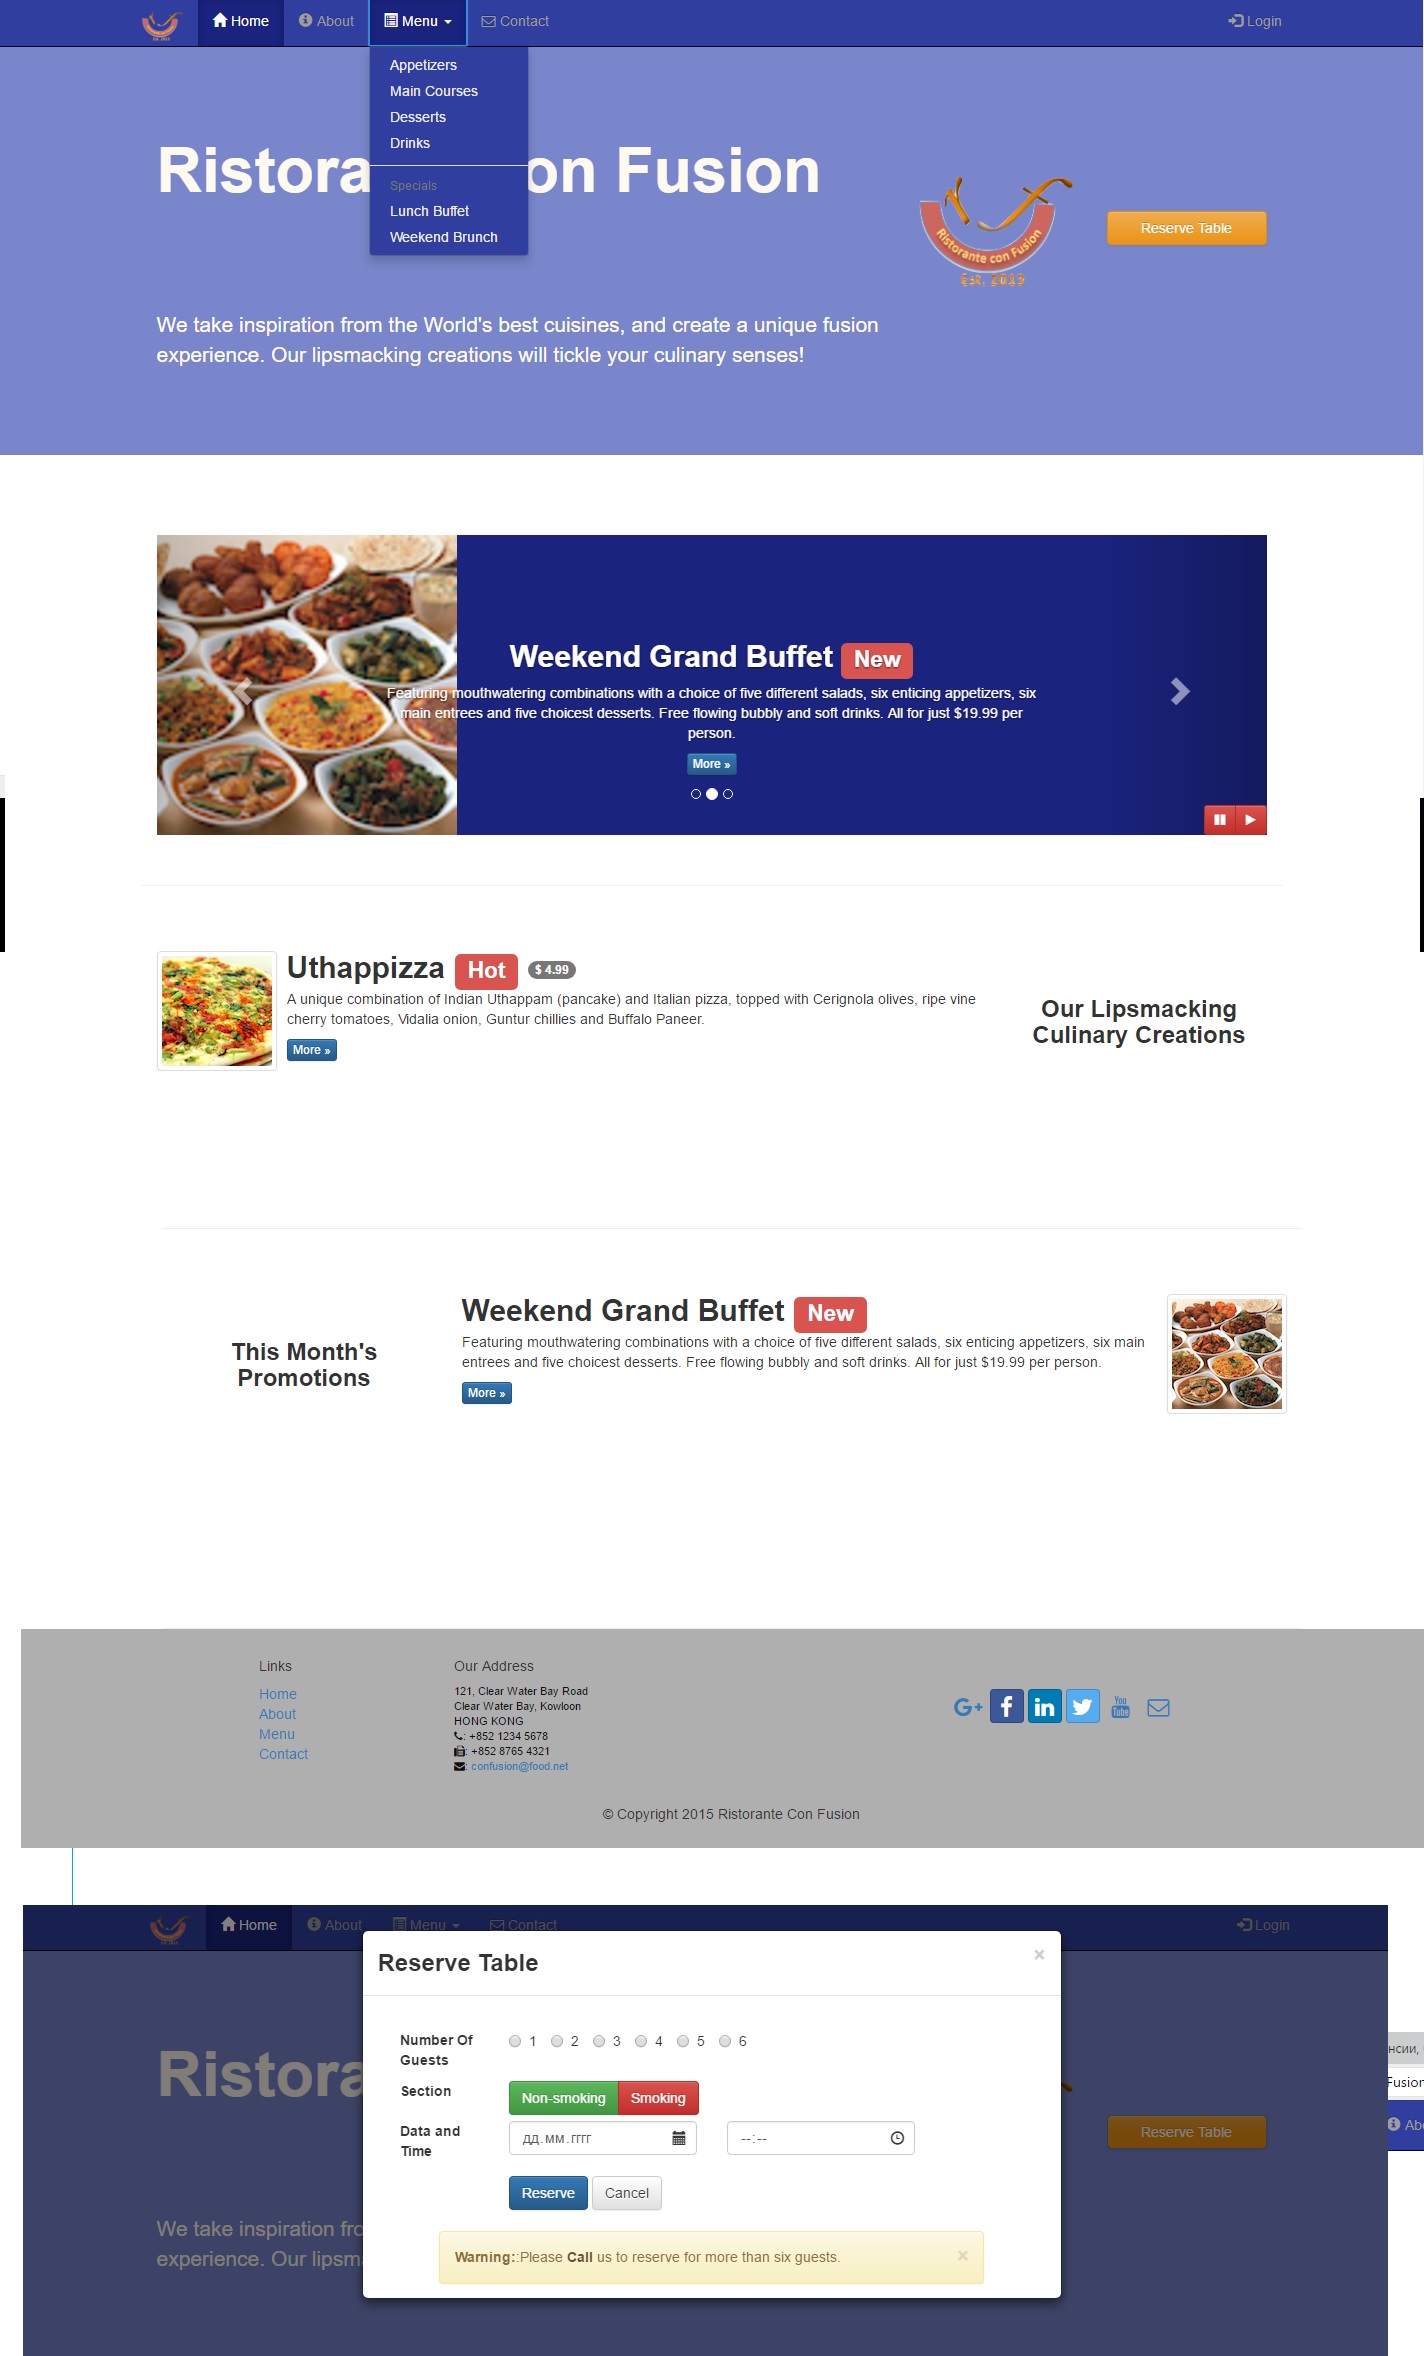 Home About Menu Contact Login
Appetizers
Main Courses
Desserts
Drinks
Specials
Lunch Buffet
Weekend Brunch
Ristora on Fusion
Ristorante con Fusion
Est. 2013
Reserve Table
We take inspiration from the World's best cuisines, and create a unique fusion
experience. Our lipsmacking creations will tickle your culinary senses!
Weekend Grand Buffet New
Featuring mouthwatering combinations with a choice of five different salads, six enticing appetizers, six
main entrees and five choicest desserts. Free flowing bubbly and soft drinks. All for just $19.99 per
person.
More »
Uthappizza Hot $ 4.99
A unique combination of Indian Uthappam (pancake) and Italian pizza, topped with Cerignola olives, ripe vine
cherry tomatoes, Vidalia onion, Guntur chillies and Buffalo Paneer.
More »
Our Lipsmacking
Culinary Creations
This Month's
Promotions
Weekend Grand Buffet New
Featuring mouthwatering combinations with a choice of five different salads, six enticing appetizers, six main
entrees and five choicest desserts. Free flowing bubbly and soft drinks. All for just $19.99 per person.
More »
Links
Home
About
Menu
Contact
Our Address
121, Clear Water Bay Road
Clear Water Bay, Kowloon
HONG KONG
: +852 1234 5678
: +852 8765 4321
: confusion@food.net
G+ f in You Tube
© Copyright 2015 Ristorante Con Fusion
Home About Menu Contact Login
Reserve Table ×
Number Of
Guests
1 2 3 4 5 6
Section
Non-smoking Smoking
Data and
Time
дд.мм.гггг --:--
Reserve Cancel
Warning::Please Call us to reserve for more than six guests. ×
Ristora
Reserve Table
We take inspiration fro
experience. Our lipsm
нсии,
Fusion
Abo